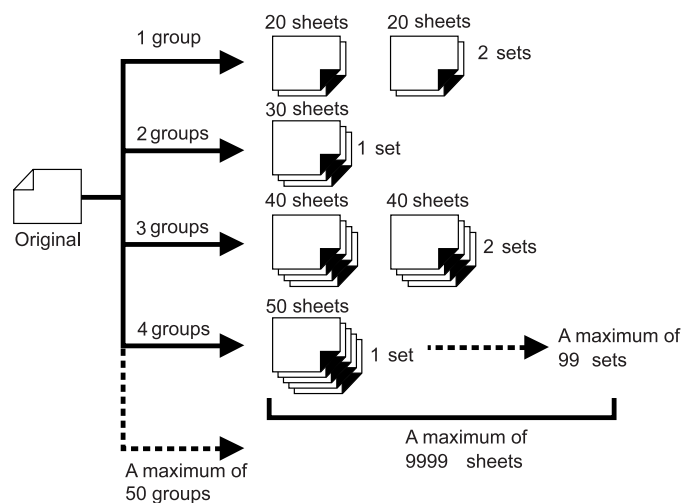 20 sheets
20 sheets
1 group
2 sets
30 sheets
2 groups
1 set
40 sheets
40 sheets
3 groups
2 sets
Original
50 sheets
4 groups
1 set
A maximum of
99 sets
A maximum of
9999 sheets
A maximum of
50 groups